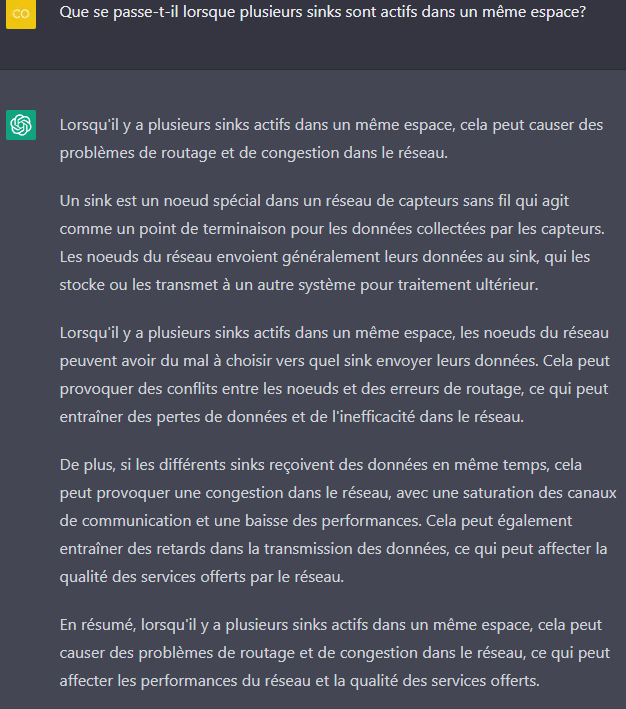 CO
Que se passe-t-il lorsque plusieurs sinks sont actifs dans un même espace?
Lorsqu'il y a plusieurs sinks actifs dans un même espace, cela peut causer des
problèmes de routage et de congestion dans le réseau.
Un sink est un noeud spécial dans un réseau de capteurs sans fil qui agit
comme un point de terminaison pour les données collectées par les capteurs.
Les noeuds du réseau envoient généralement leurs données au sink, qui les
stocke ou les transmet à un autre système pour traitement ultérieur.
Lorsqu'il y a plusieurs sinks actifs dans un même espace, les noeuds du réseau
peuvent avoir du mal à choisir vers quel sink envoyer leurs données. Cela peut
provoquer des conflits entre les noeuds et des erreurs de routage, ce qui peut
entraîner des pertes de données et de l'inefficacité dans le réseau.
De plus, si les différents sinks reçoivent des données en même temps, cela
peut provoquer une congestion dans le réseau, avec une saturation des canaux
de communication et une baisse des performances. Cela peut également
entraîner des retards dans la transmission des données, ce qui peut affecter la
qualité des services offerts par le réseau.
En résumé, lorsqu'il y a plusieurs sinks actifs dans un même espace, cela peut
causer des problèmes de routage et de congestion dans le réseau, ce qui peut
affecter les performances du réseau et la qualité des services offerts.